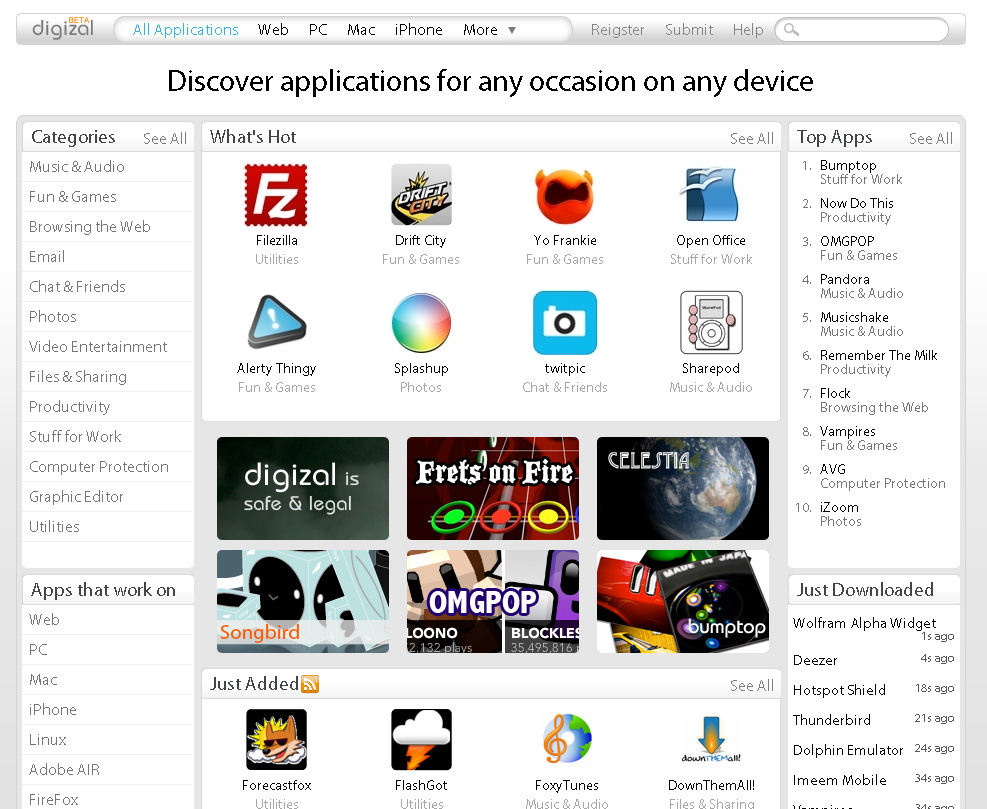 digizal BETA
All Applications Web PC Mac iPhone More ▼ Reigster Submit Help
Discover applications for any occasion on any device
Categories See All
Music & Audio
Fun & Games
Browsing the Web
Email
Chat & Friends
Photos
Video Entertainment
Files & Sharing
Productivity
Stuff for Work
Computer Protection
Graphic Editor
Utilities
Apps that work on
Web
PC
Mac
iPhone
Linux
Adobe AIR
FireFox
What's Hot See All
Fz
Filezilla
Utilities
DRIFT
CITY
Drift City
Fun & Games
Yo Frankie
Fun & Games
Open Office
Stuff for Work
Alerty Thingy
Fun & Games
Splashup
Photos
twitpic
Chat & Friends
Sharepod
Music & Audio
digizal is
safe & legal
Frets on Fire
CELESTIA
Songbird
OMGPOP
LOONO
2,132 plays
BLOCKLES
35,495,816
MADE IN JAPA
bumptop
Just Added See All
Forecastfox
Utilities
FlashGot
Utilities
FoxyTunes
Music & Audio
downTHEMall!
DownThemAll!
Files & Sharing
Top Apps See All
1. Bumptop
Stuff for Work
2. Now Do This
Productivity
3. OMGPOP
Fun & Games
4. Pandora
Music & Audio
5. Musicshake
Music & Audio
6. Remember The Milk
Productivity
7. Flock
Browsing the Web
8. Vampires
Fun & Games
9. AVG
Computer Protection
10. iZoom
Photos
Just Downloaded
Wolfram Alpha Widget
1s ago
Deezer 4s ago
Hotspot Shield 18s ago
Thunderbird 21s ago
Dolphin Emulator 24s ago
Imeem Mobile 34s ago
Vampires 34s ago